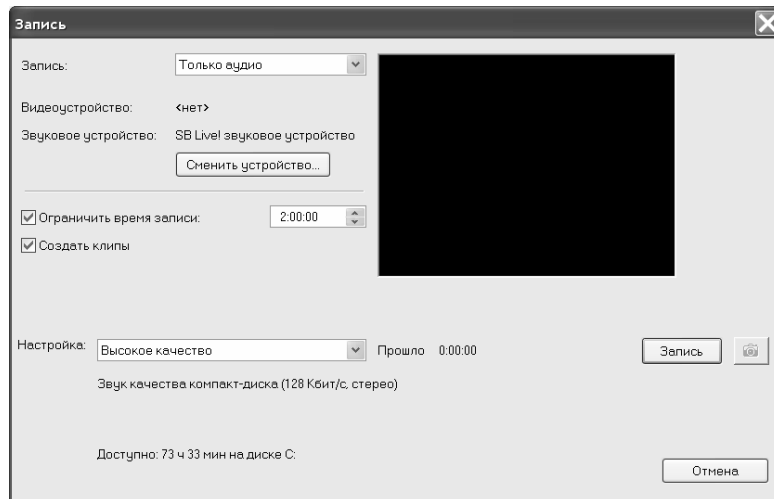 Запись
Запись:
Только аудио
Видеоустройство:
<нет>
Звуковое устройство:
SB Live! звуковое устройство
Сменить устройство...
Ограничить время записи:
2:00:00
Создать клипы
Настройка:
Высокое качество
Прошло 0:00:00
Запись
Звук качества компакт-диска (128 Кбит/с, стерео)
Доступно: 73 ч 33 мин на диске C:
Отмена